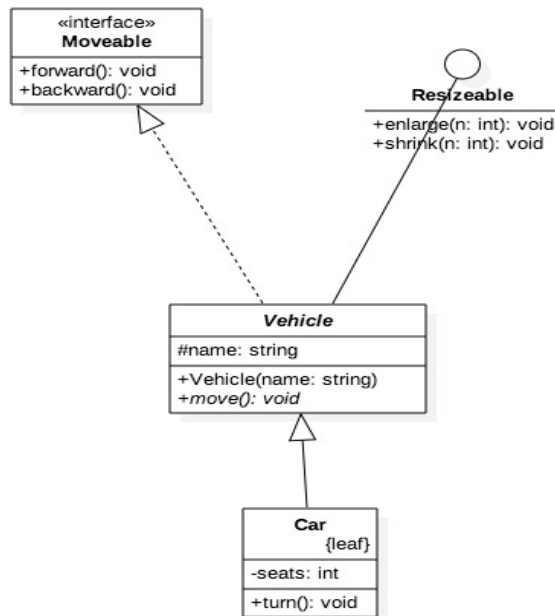 «interface»
Moveable
+forward(): void
+backward(): void
Resizeable
+enlarge(n: int): void
+shrink(n: int): void
Vehicle
#name: string
+Vehicle(name: string)
+move(): void
Car
{leaf}
-seats: int
+turn(): void